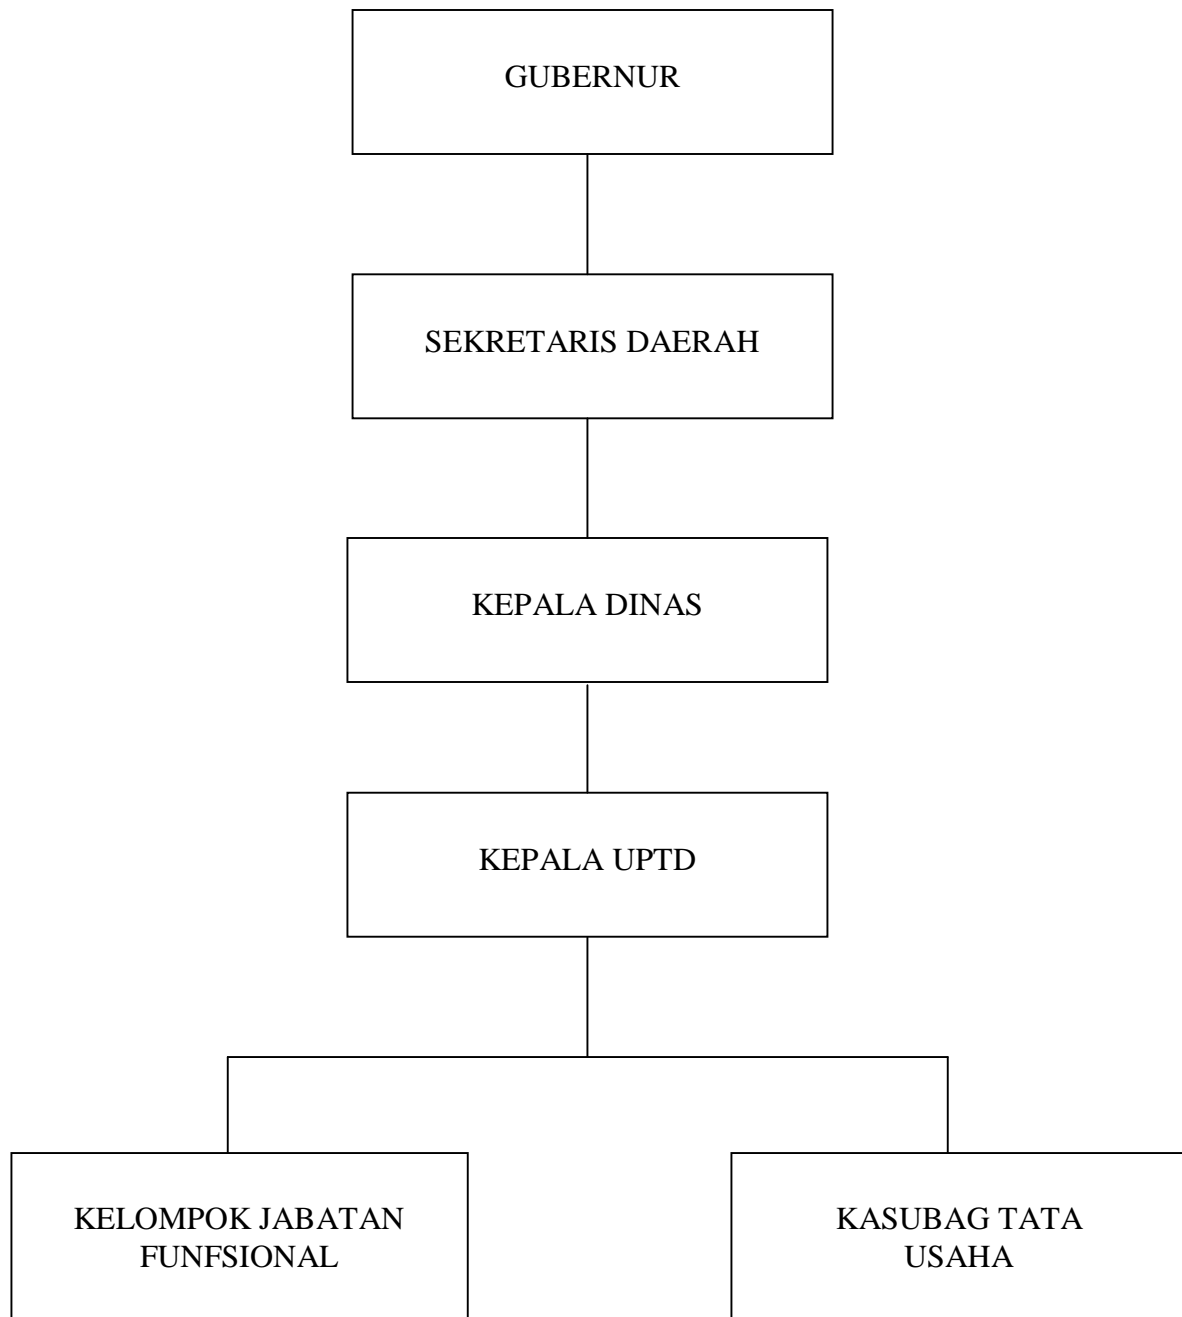 GUBERNUR
SEKRETARIS DAERAH
KEPALA DINAS
KEPALA UPTD
KELOMPOK JABATAN
FUNFSIONAL
KASUBAG TATA
USAHA